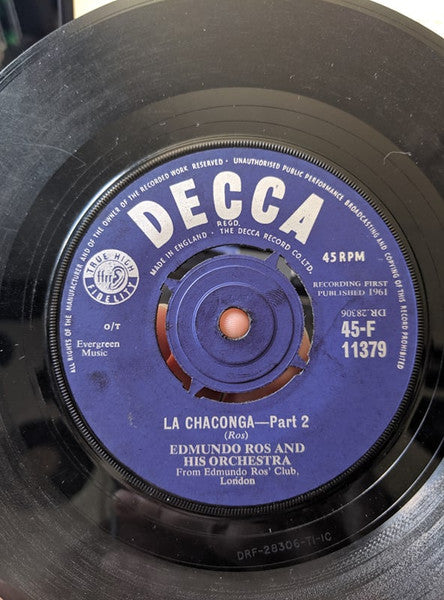 ALL RIGHTS OF THE MANUFACTURER AND OF THE OWNER OF THE RECORDED WORK RESERVED · UNAUTHORISED PUBLIC PERFORMANCE BROADCASTING AND COPYING OF THIS RECORD PROHIBITED
DECCA
REGD.
MADE IN ENGLAND · THE DECCA RECORD CO. LTD.
TRUE HIGH
FIDELITY
45 RPM
RECORDING FIRST
PUBLISHED 1961
DR.28306
O/T
45-F
Evergreen
Music
11379
LA CHACONGA—Part 2
(Ros)
EDMUNDO ROS AND
HIS ORCHESTRA
From Edmundo Ros' Club,
London
DRF-28306-T1-1C